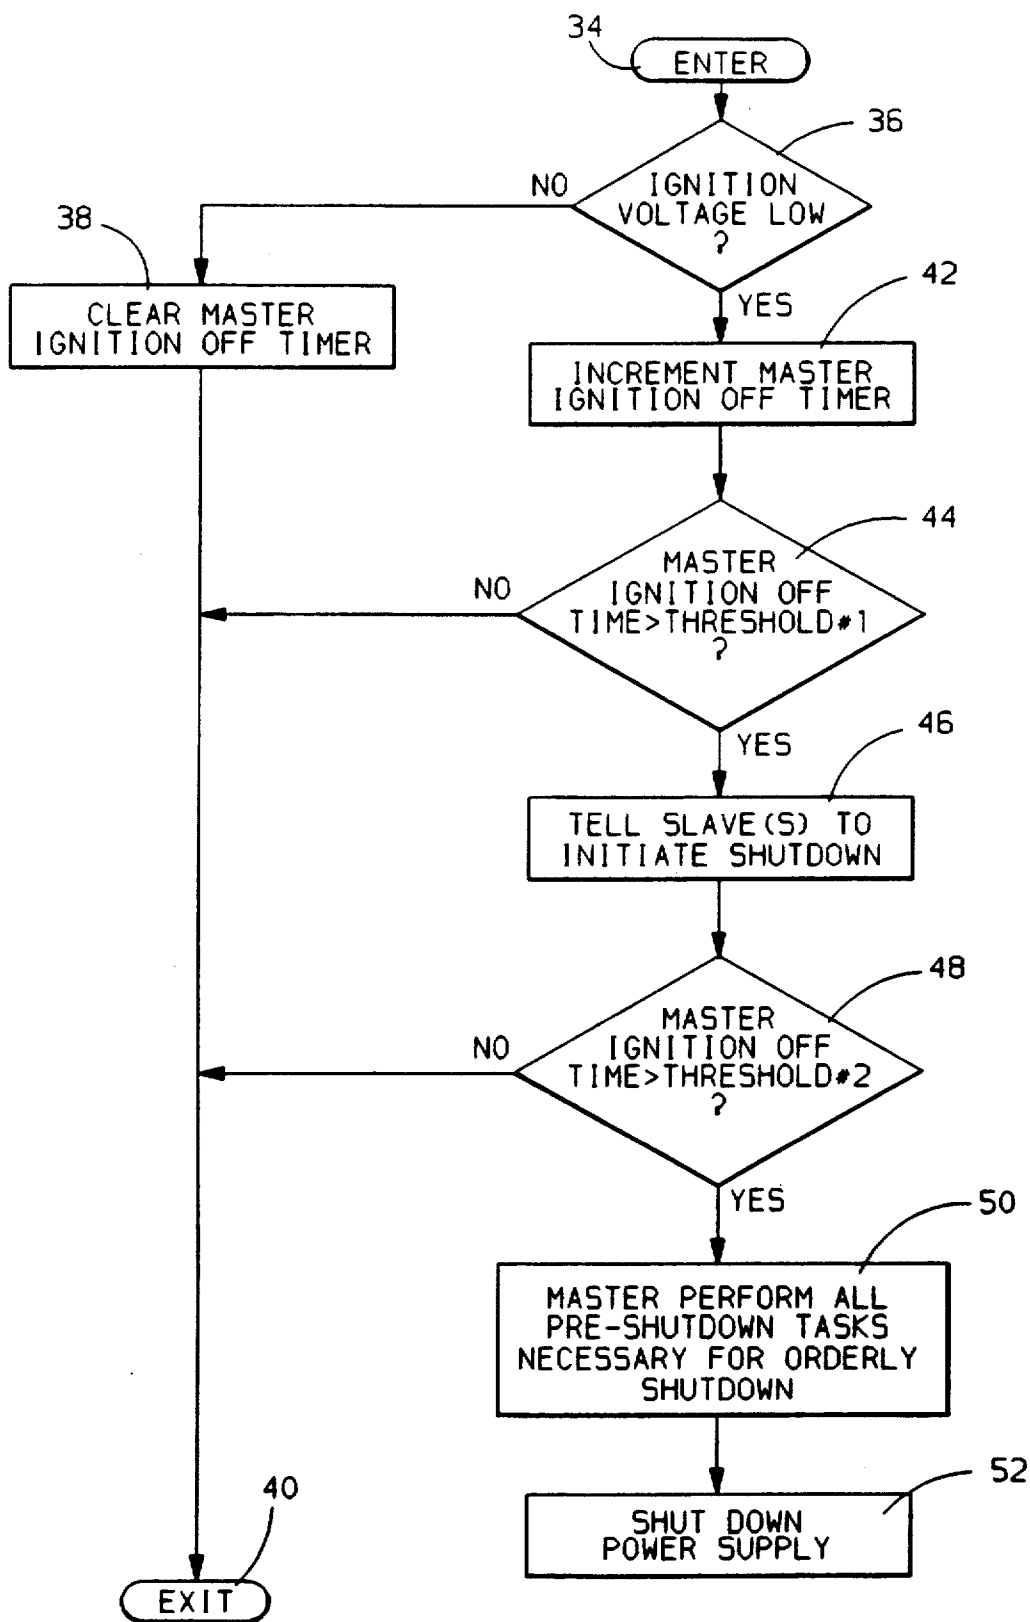 34
ENTER
36
IGNITION
VOLTAGE LOW
?
NO
YES
38
CLEAR MASTER
IGNITION OFF TIMER
42
INCREMENT MASTER
IGNITION OFF TIMER
44
MASTER
IGNITION OFF
TIME>THRESHOLD#1
?
NO
YES
46
TELL SLAVE(S) TO
INITIATE SHUTDOWN
48
MASTER
IGNITION OFF
TIME>THRESHOLD#2
?
NO
YES
50
MASTER PERFORM ALL
PRE-SHUTDOWN TASKS
NECESSARY FOR ORDERLY
SHUTDOWN
52
SHUT DOWN
POWER SUPPLY
40
EXIT